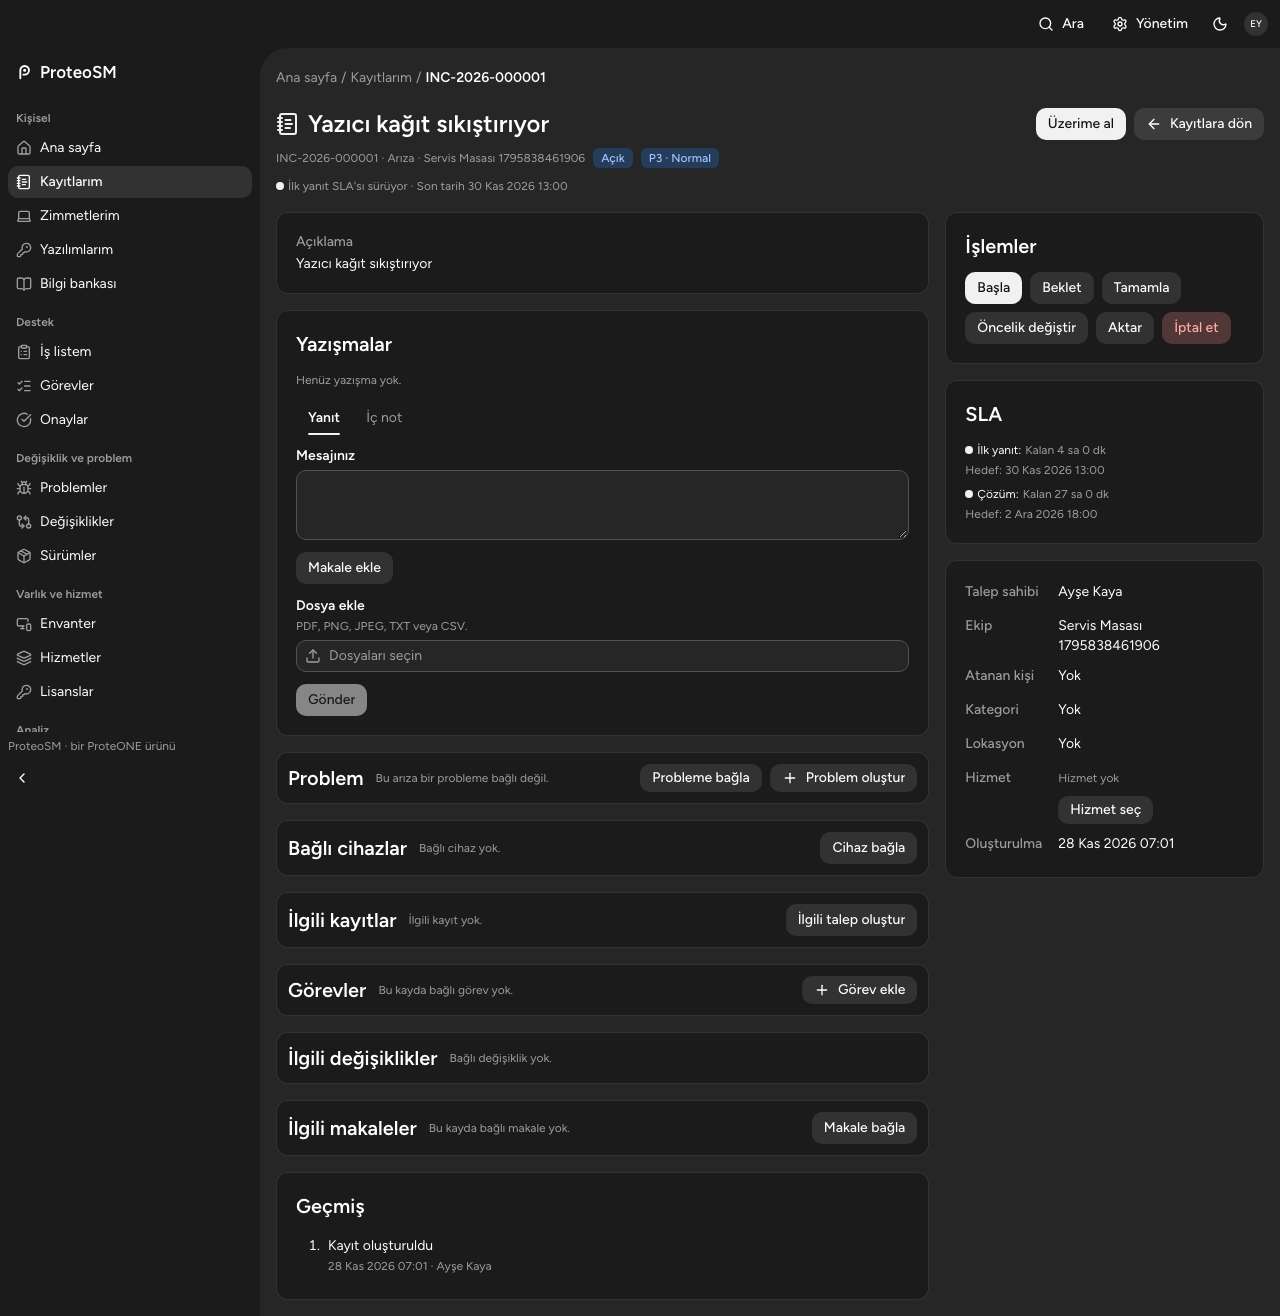 Ara
Yönetim
EY
ProteoSM
Kişisel
Ana sayfa
Kayıtlarım
Zimmetlerim
Yazılımlarım
Bilgi bankası
Destek
İş listem
Görevler
Onaylar
Değişiklik ve problem
Problemler
Değişiklikler
Sürümler
Varlık ve hizmet
Envanter
Hizmetler
Lisanslar
Analiz
ProteoSM · bir ProteONE ürünü
Ana sayfa / Kayıtlarım / INC-2026-000001
Yazıcı kağıt sıkıştırıyor
Üzerime al
Kayıtlara dön
INC-2026-000001 · Arıza · Servis Masası 1795838461906
Açık
P3 · Normal
İlk yanıt SLA'sı sürüyor · Son tarih 30 Kas 2026 13:00
Açıklama
Yazıcı kağıt sıkıştırıyor
Yazışmalar
Henüz yazışma yok.
Yanıt
İç not
Mesajınız
Makale ekle
Dosya ekle
PDF, PNG, JPEG, TXT veya CSV.
Dosyaları seçin
Gönder
Problem
Bu arıza bir probleme bağlı değil.
Probleme bağla
Problem oluştur
Bağlı cihazlar
Bağlı cihaz yok.
Cihaz bağla
İlgili kayıtlar
İlgili kayıt yok.
İlgili talep oluştur
Görevler
Bu kayda bağlı görev yok.
Görev ekle
İlgili değişiklikler
Bağlı değişiklik yok.
İlgili makaleler
Bu kayda bağlı makale yok.
Makale bağla
Geçmiş
1. Kayıt oluşturuldu
28 Kas 2026 07:01 · Ayşe Kaya
İşlemler
Başla
Beklet
Tamamla
Öncelik değiştir
Aktar
İptal et
SLA
İlk yanıt: Kalan 4 sa 0 dk
Hedef: 30 Kas 2026 13:00
Çözüm: Kalan 27 sa 0 dk
Hedef: 2 Ara 2026 18:00
Talep sahibi
Ayşe Kaya
Ekip
Servis Masası
1795838461906
Atanan kişi
Yok
Kategori
Yok
Lokasyon
Yok
Hizmet
Hizmet yok
Hizmet seç
Oluşturulma
28 Kas 2026 07:01